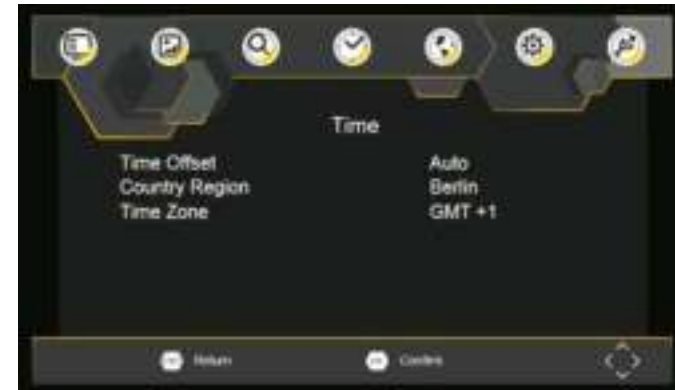 Time
Time Offset Auto
Country Region Berlin
Time Zone GMT +1
Return Confirm